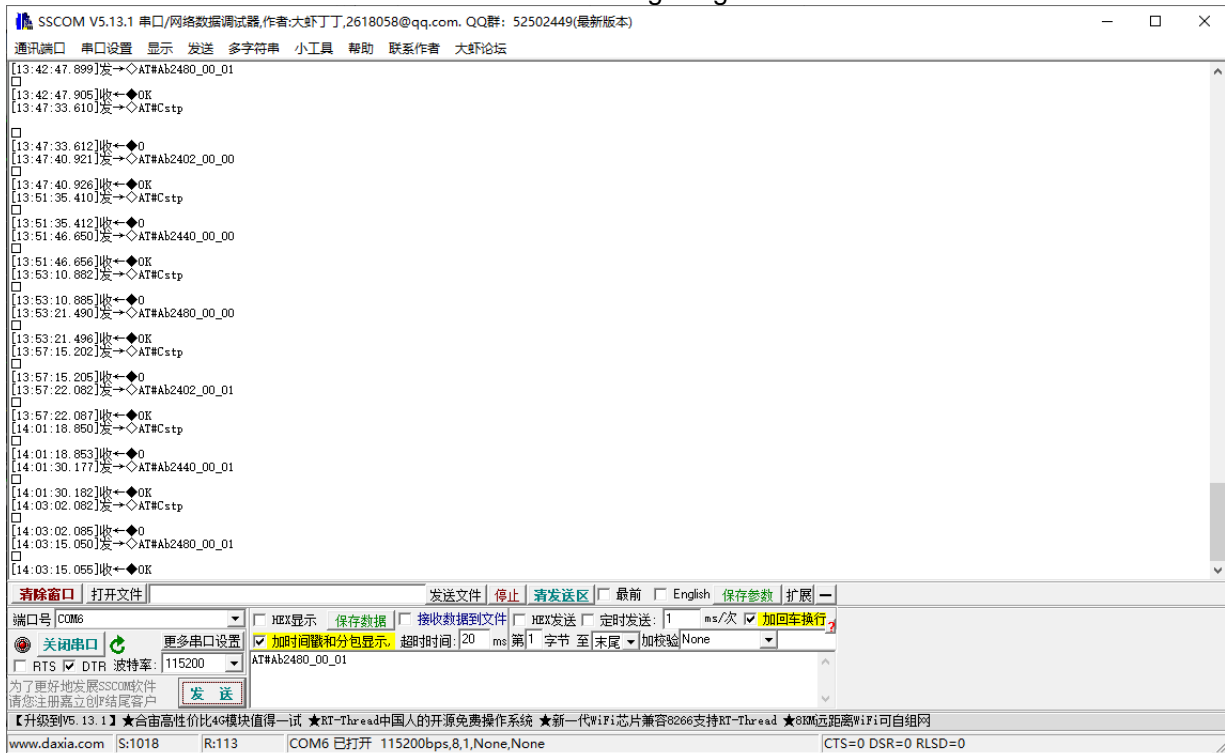 SSCOM V5.13.1 串口/网络数据调试器,作者:大虾丁丁,2618058@qq.com. QQ群: 52502449(最新版本)
通讯端口 串口设置 显示 发送 多字符串 小工具 帮助 联系作者 大虾论坛
[13:42:47.899]发→◇AT#Ab2480_00_01
□
[13:42:47.905]收←◆OK
[13:47:33.610]发→◇AT#Cstp
□
[13:47:33.612]收←◆0
[13:47:40.921]发→◇AT#Ab2402_00_00
□
[13:47:40.926]收←◆OK
[13:51:35.410]发→◇AT#Cstp
□
[13:51:35.412]收←◆0
[13:51:46.650]发→◇AT#Ab2440_00_00
□
[13:51:46.656]收←◆OK
[13:53:10.882]发→◇AT#Cstp
□
[13:53:10.885]收←◆0
[13:53:21.490]发→◇AT#Ab2480_00_00
□
[13:53:21.496]收←◆OK
[13:57:15.202]发→◇AT#Cstp
□
[13:57:15.205]收←◆0
[13:57:22.082]发→◇AT#Ab2402_00_01
□
[13:57:22.087]收←◆OK
[14:01:18.850]发→◇AT#Cstp
□
[14:01:18.853]收←◆0
[14:01:30.177]发→◇AT#Ab2440_00_01
□
[14:01:30.182]收←◆OK
[14:03:02.082]发→◇AT#Cstp
□
[14:03:02.085]收←◆0
[14:03:15.050]发→◇AT#Ab2480_00_01
□
[14:03:15.055]收←◆OK
清除窗口 打开文件 发送文件 停止 清发送区 最前 English 保存参数 扩展 —
端口号 COM6 HEX显示 保存数据 接收数据到文件 HEX发送 定时发送: 1 ms/次 加回车换行
关闭串口 更多串口设置 加时间戳和分包显示, 超时时间: 20 ms 第 1 字节 至 末尾 加校验 None
RTS DTR 波特率: 115200 AT#Ab2480_00_01
为了更好地发展SSCOM软件
请您注册嘉立创F结尾客户 发 送
【升级到V5.13.1】★合宙高性价比4G模块值得一试 ★RT-Thread中国人的开源免费操作系统 ★新一代WiFi芯片兼容8266支持RT-Thread ★8KM远距离WiFi可自组网
www.daxia.com S:1018 R:113 COM6 已打开 115200bps,8,1,None,None CTS=0 DSR=0 RLSD=0